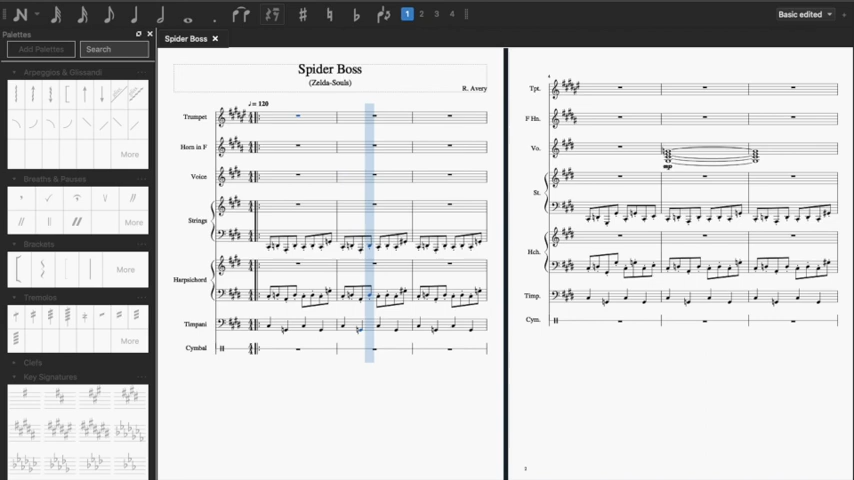 N
1 2 3 4
Basic edited
Palettes
Add Palettes
Search
Arpeggios & Glissandi
More
Breaths & Pauses
More
Brackets
More
Tremolos
More
Clefs
Key Signatures
Spider Boss
Spider Boss
(Zelda-Souls)
R. Avery
♩ = 120
Trumpet
Horn in F
Voice
Strings
Harpsichord
Timpani
Cymbal
4
Tpt.
F Hn.
Vo.
mp
St.
Hch.
Timp.
Cym.
2